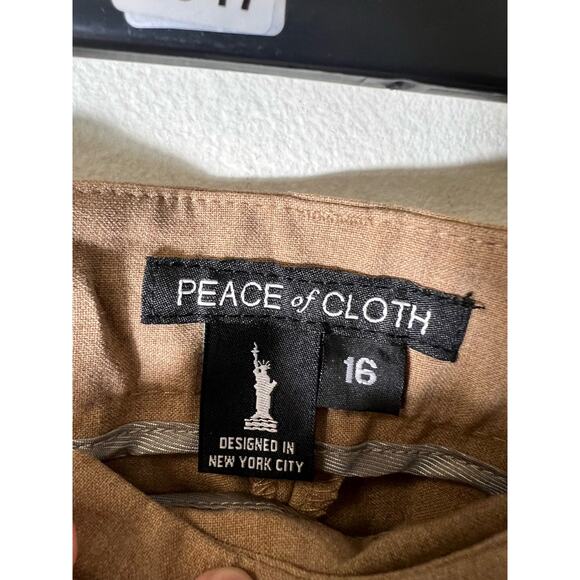 PEACE of CLOTH
16
DESIGNED IN
NEW YORK CITY